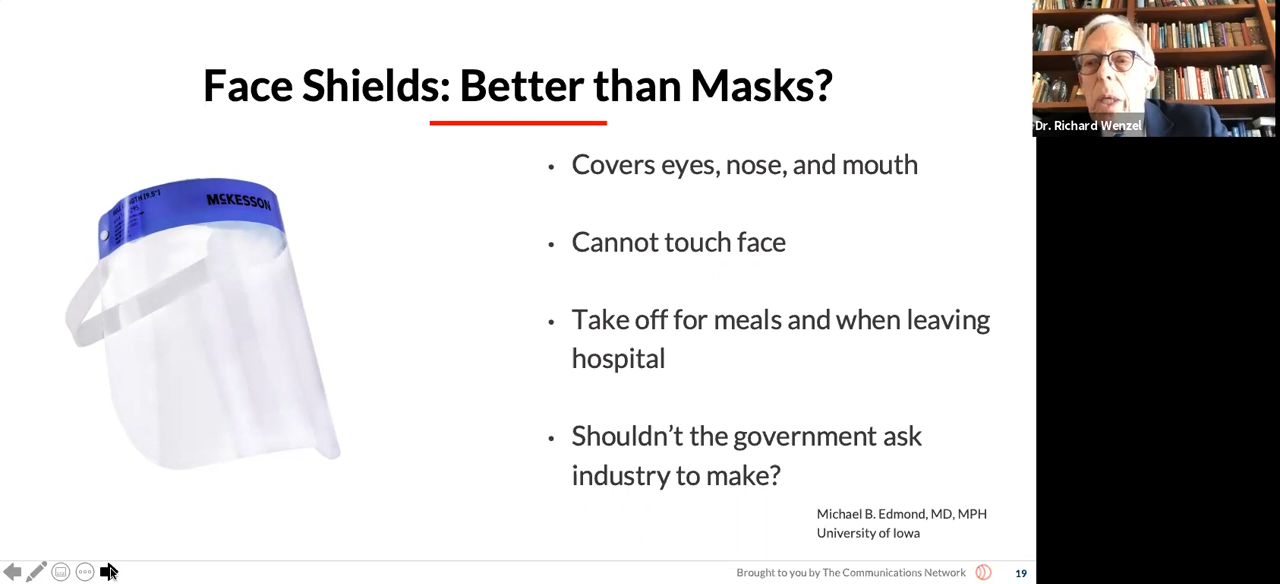 Face Shields: Better than Masks?
Dr. Richard Wenzel
McKESSON
• Covers eyes, nose, and mouth
• Cannot touch face
• Take off for meals and when leaving
hospital
• Shouldn’t the government ask
industry to make?
Michael B. Edmond, MD, MPH
University of Iowa
Brought to you by The Communications Network
19